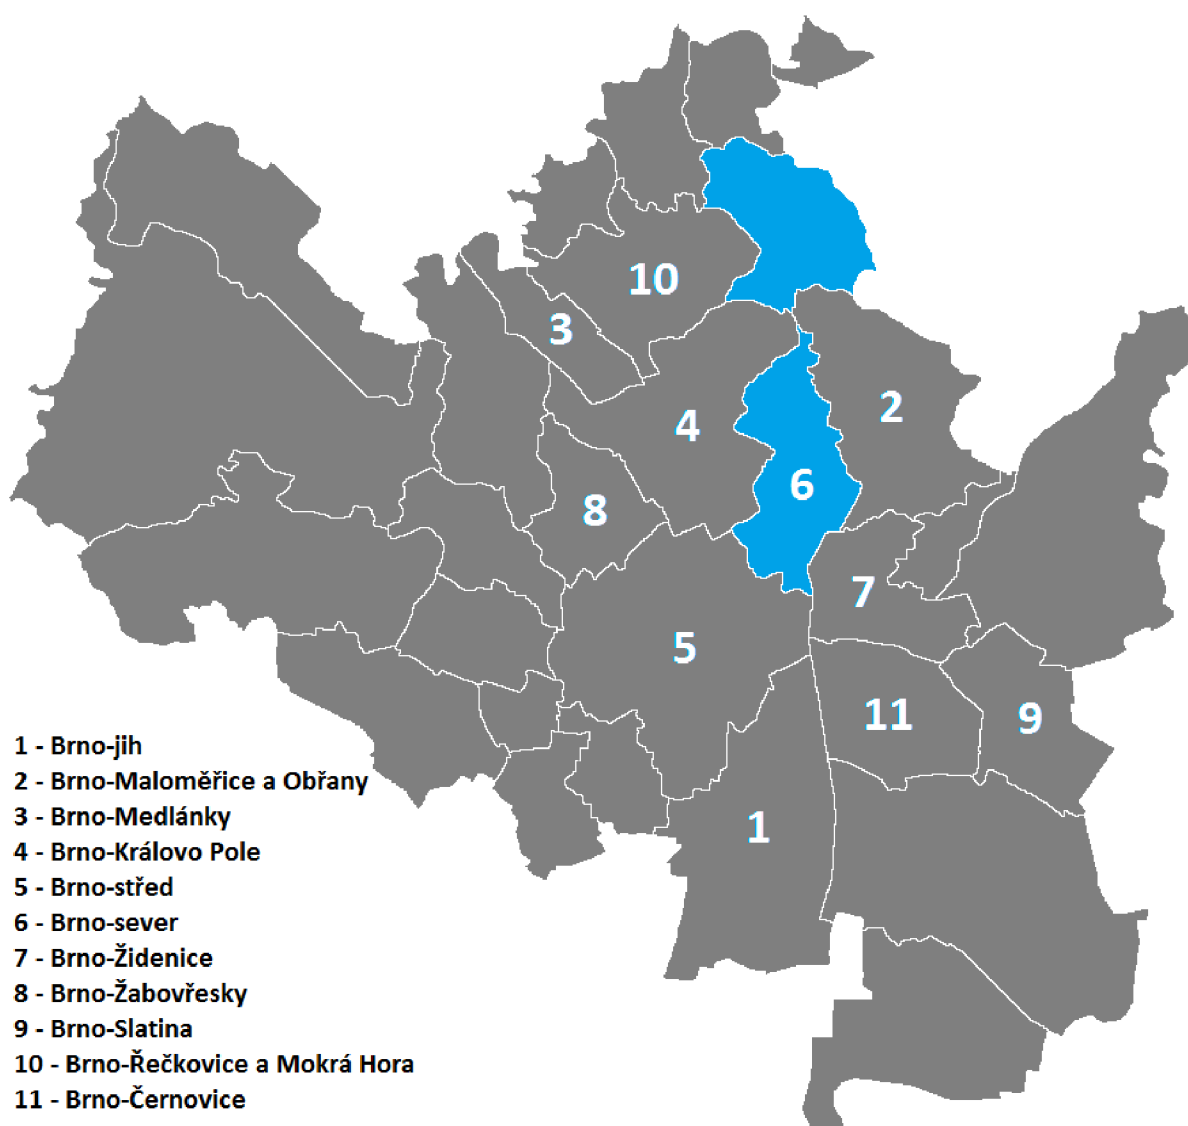 10
3
2
4
6
8
7
5
11
9
1
1 - Brno-jih
2 - Brno-Maloměřice a Obřany
3 - Brno-Medlánky
4 - Brno-Královo Pole
5 - Brno-střed
6 - Brno-sever
7 - Brno-Židenice
8 - Brno-Žabovřesky
9 - Brno-Slatina
10 - Brno-Řečkovice a Mokrá Hora
11 - Brno-Černovice